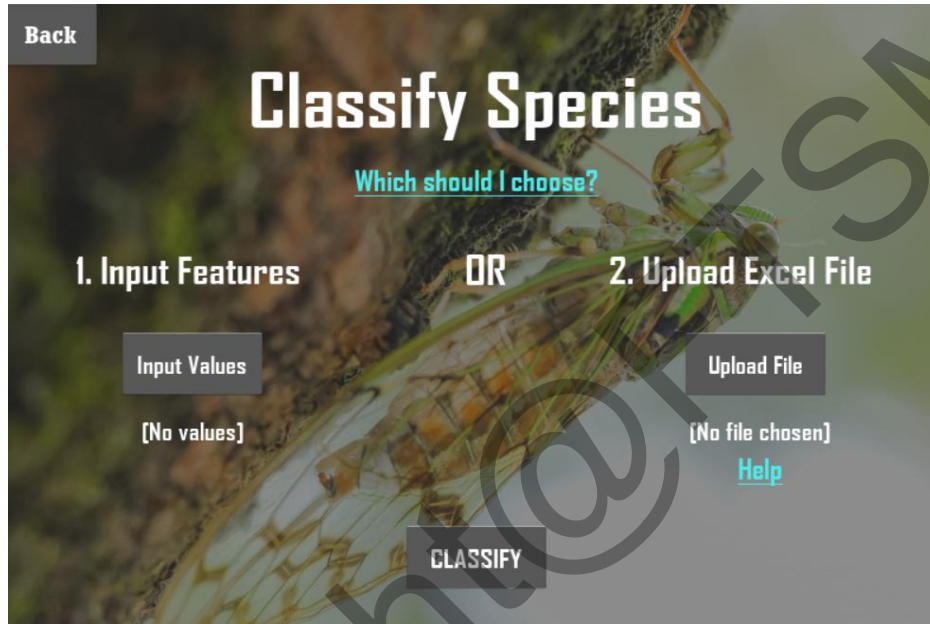 Back
Classify Species
Which should I choose?
1. Input Features
OR
2. Upload Excel File
Input Values
Upload File
[No values]
[No file chosen]
Help
CLASSIFY